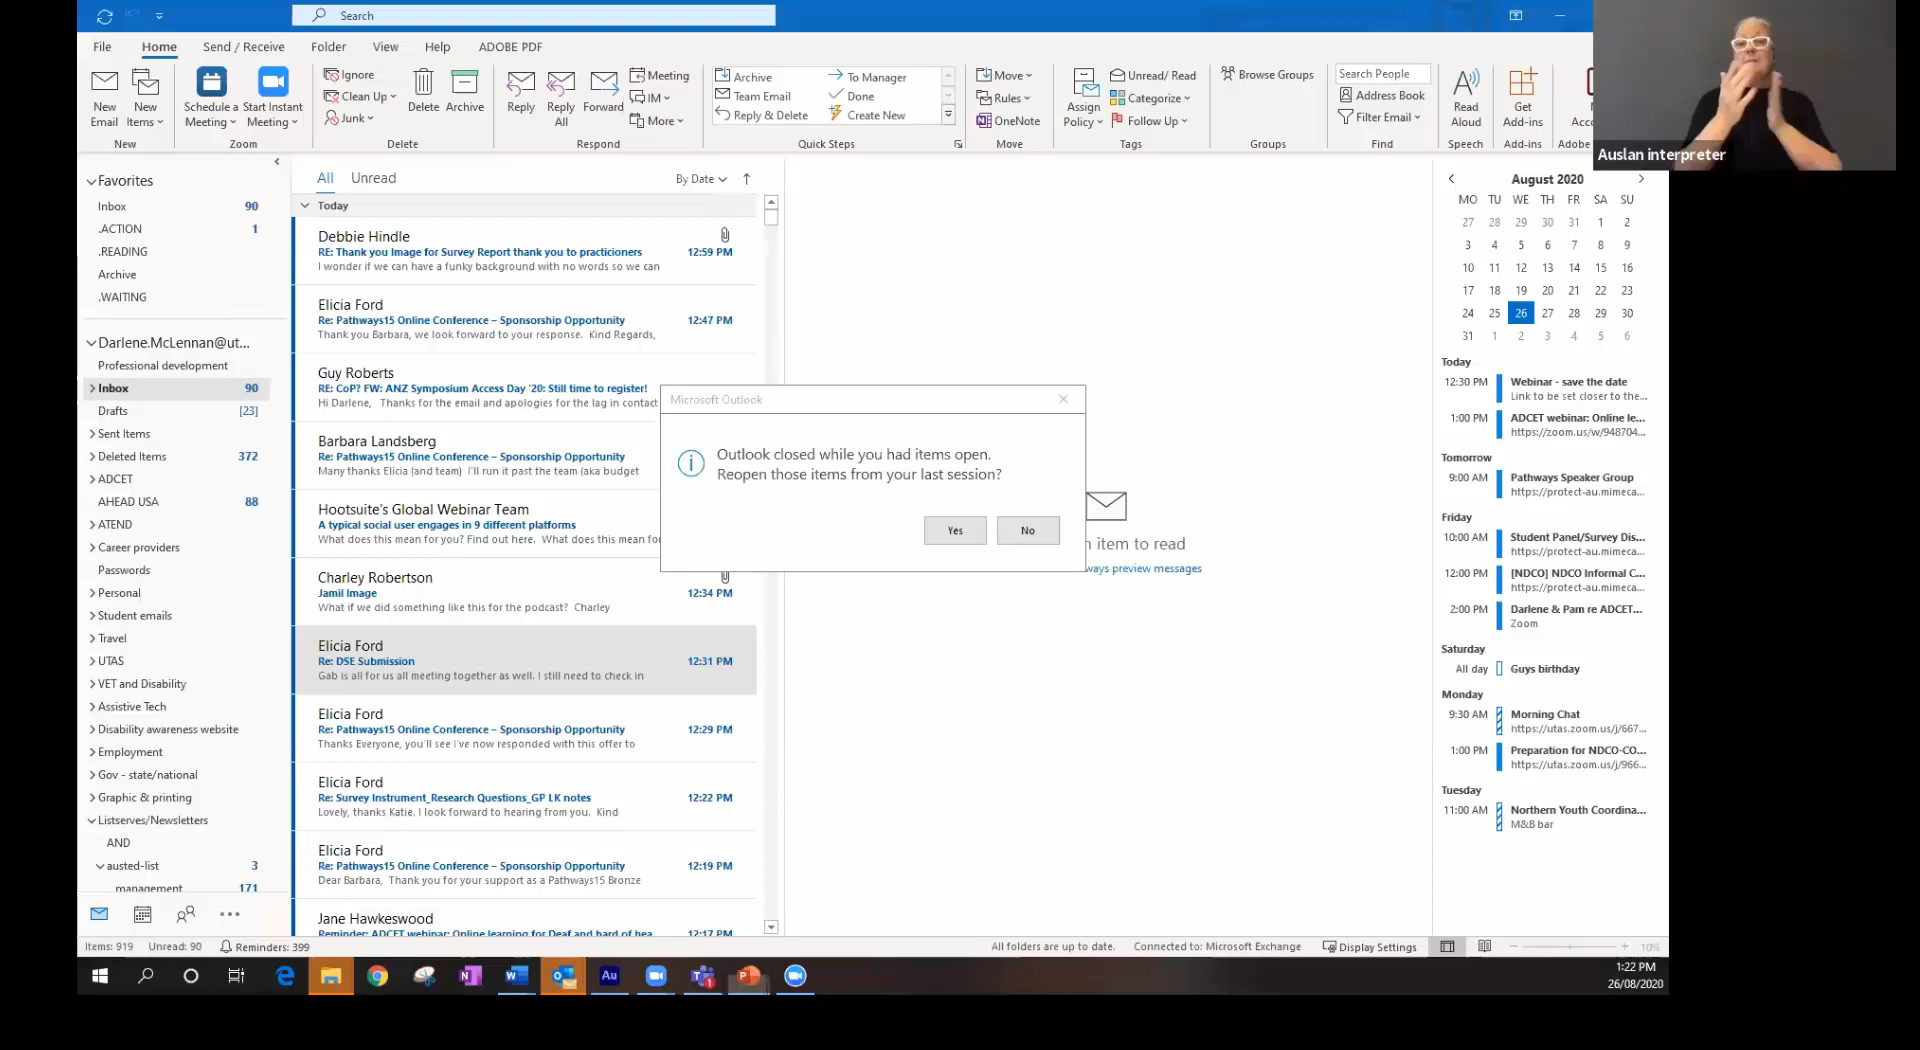 Search
File Home Send / Receive Folder View Help ADOBE PDF
New Email
New Items
New
Schedule a Meeting
Start Instant Meeting
Zoom
Ignore
Clean Up
Junk
Delete
Archive
Delete
Reply
Reply All
Forward
Meeting
IM
More
Respond
Archive
Team Email
Reply & Delete
To Manager
Done
Create New
Quick Steps
Move
Rules
OneNote
Move
Assign Policy
Unread/ Read
Categorize
Follow Up
Tags
Browse Groups
Groups
Search People
Address Book
Filter Email
Find
Read Aloud
Speech
Get Add-ins
Add-ins
Adobe
Auslan interpreter
Favorites
Inbox 90
.ACTION 1
.READING
Archive
.WAITING
Darlene.McLennan@ut...
Professional development
Inbox 90
Drafts [23]
Sent Items
Deleted Items 372
ADCET
AHEAD USA 88
ATEND
Career providers
Passwords
Personal
Student emails
Travel
UTAS
VET and Disability
Assistive Tech
Disability awareness website
Employment
Gov - state/national
Graphic & printing
Listserves/Newsletters
AND
austed-list 3
management 171
All Unread By Date
Today
Debbie Hindle
RE: Thank you Image for Survey Report thank you to practicioners 12:59 PM
I wonder if we can have a funky background with no words so we can
Elicia Ford
Re: Pathways15 Online Conference – Sponsorship Opportunity 12:47 PM
Thank you Barbara, we look forward to your response. Kind Regards,
Guy Roberts
RE: CoP? FW: ANZ Symposium Access Day '20: Still time to register!
Hi Darlene, Thanks for the email and apologies for the lag in contact
Barbara Landsberg
Re: Pathways15 Online Conference – Sponsorship Opportunity
Many thanks Elicia (and team) I'll run it past the team (aka budget
Hootsuite's Global Webinar Team
A typical social user engages in 9 different platforms
What does this mean for you? Find out here. What does this mean fo
Charley Robertson
Jamil Image 12:34 PM
What if we did something like this for the podcast? Charley
Elicia Ford
Re: DSE Submission 12:31 PM
Gab is all for us all meeting together as well. I still need to check in
Elicia Ford
Re: Pathways15 Online Conference – Sponsorship Opportunity 12:29 PM
Thanks Everyone, you'll see I've now responded with this offer to
Elicia Ford
Re: Survey Instrument_Research Questions_GP LK notes 12:22 PM
Lovely, thanks Katie. I look forward to hearing from you. Kind
Elicia Ford
Re: Pathways15 Online Conference – Sponsorship Opportunity 12:19 PM
Dear Barbara, Thank you for your support as a Pathways15 Bronze
Jane Hawkeswood
Reminder: ADCET webinar: Online learning for Deaf and hard of hea 12:17 PM
Microsoft Outlook
Outlook closed while you had items open.
Reopen those items from your last session?
Yes No
item to read
ways preview messages
August 2020
MO TU WE TH FR SA SU
27 28 29 30 31 1 2
3 4 5 6 7 8 9
10 11 12 13 14 15 16
17 18 19 20 21 22 23
24 25 26 27 28 29 30
31 1 2 3 4 5 6
Today
12:30 PM Webinar - save the date
Link to be set closer to the...
1:00 PM ADCET webinar: Online le...
https://zoom.us/w/948704...
Tomorrow
9:00 AM Pathways Speaker Group
https://protect-au.mimeca...
Friday
10:00 AM Student Panel/Survey Dis...
https://protect-au.mimeca...
12:00 PM [NDCO] NDCO Informal C...
https://protect-au.mimeca...
2:00 PM Darlene & Pam re ADCET...
Zoom
Saturday
All day Guys birthday
Monday
9:30 AM Morning Chat
https://utas.zoom.us/j/667...
1:00 PM Preparation for NDCO-CO...
https://utas.zoom.us/j/966...
Tuesday
11:00 AM Northern Youth Coordina...
M&B bar
Items: 919 Unread: 90 Reminders: 399 All folders are up to date. Connected to: Microsoft Exchange Display Settings 10%
1:22 PM
26/08/2020